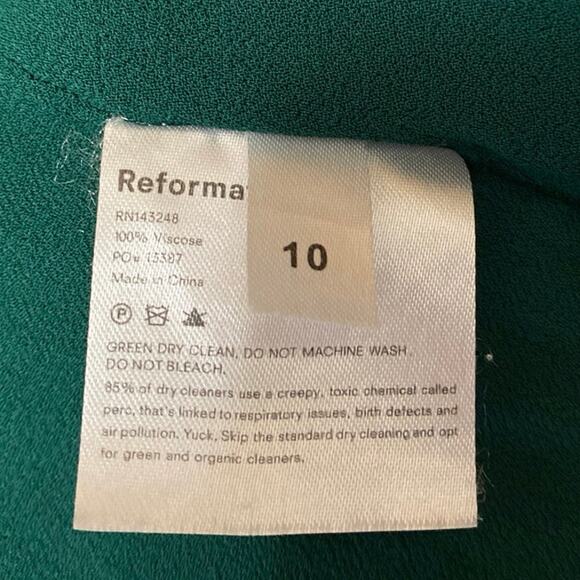 Reforma
10
RN143248
100% Viscose
PO# 13387
Made in China
GREEN DRY CLEAN, DO NOT MACHINE WASH.
DO NOT BLEACH.
85% of dry cleaners use a creepy, toxic chemical called
perc, that's linked to respiratory issues, birth defects and
air pollution. Yuck. Skip the standard dry cleaning and opt
for green and organic cleaners.